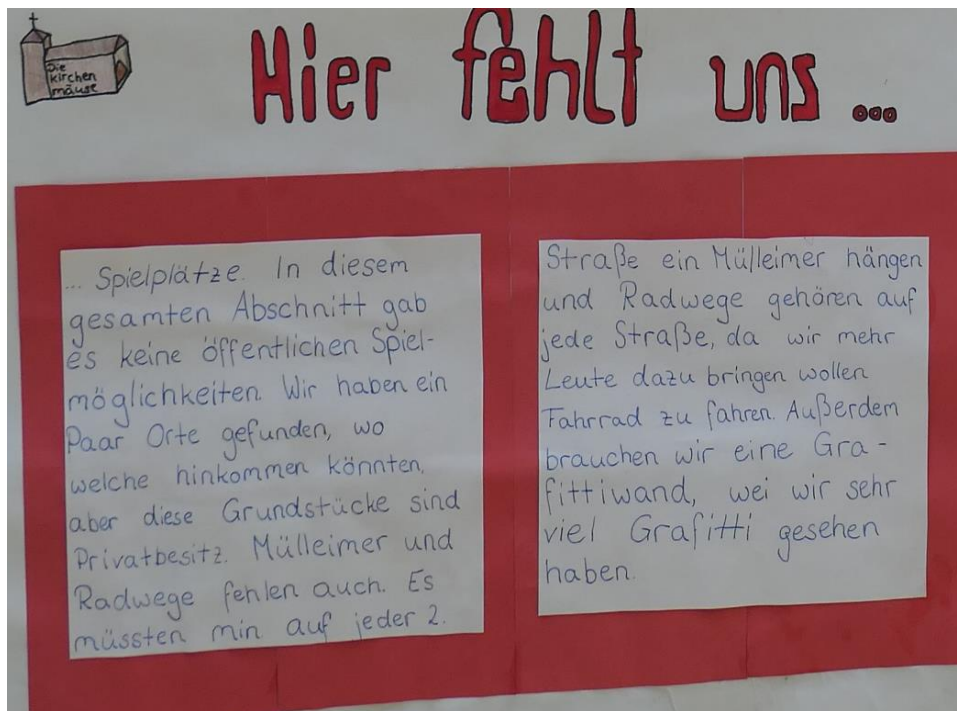 Die
kirchen
mäuse
Hier fehlt uns ...
... Spielplätze. In diesem
gesamten Abschnitt gab
es keine öffentlichen Spiel-
möglichkeiten. Wir haben ein
Paar Orte gefunden, wo
welche hinkommen könnten,
aber diese Grundstücke sind
Privatbesitz. Mülleimer und
Radwege fehlen auch. Es
müssten min auf jeder 2.
Straße ein Mülleimer hängen
und Radwege gehören auf
jede Straße, da wir mehr
Leute dazu bringen wollen
Fahrrad zu fahren. Außerdem
brauchen wir eine Gra-
fittiwand, wei wir sehr
viel Grafitti gesehen
haben.